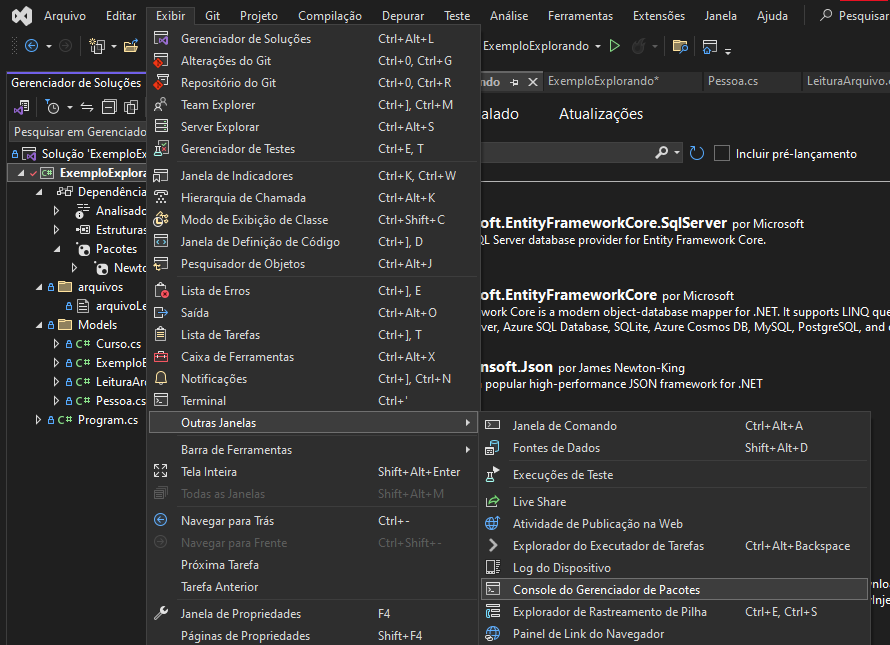 Arquivo Editar Exibir Git Projeto Compilação Depurar Teste Análise Ferramentas Extensões Janela Ajuda Pesquisar
ExemploExplorando
Gerenciador de Soluções
Pesquisar em Gerenciado
Solução 'ExemploEx
ExemploExplora
Dependência
Analisado
Estruturas
Pacotes
Newto
arquivos
arquivoLe
Models
Curso.cs
ExemploE
LeituraAr
Pessoa.cs
Program.cs
Gerenciador de Soluções Ctrl+Alt+L
Alterações do Git Ctrl+0, Ctrl+G
Repositório do Git Ctrl+0, Ctrl+R
Team Explorer Ctrl+], Ctrl+M
Server Explorar Ctrl+Alt+S
Gerenciador de Testes Ctrl+E, T
Janela de Indicadores Ctrl+K, Ctrl+W
Hierarquia de Chamada Ctrl+Alt+K
Modo de Exibição de Classe Ctrl+Shift+C
Janela de Definição de Código Ctrl+], D
Pesquisador de Objetos Ctrl+Alt+J
Lista de Erros Ctrl+], E
Saída Ctrl+Alt+O
Lista de Tarefas Ctrl+], T
Caixa de Ferramentas Ctrl+Alt+X
Notificações Ctrl+], Ctrl+N
Terminal Ctrl+'
Outras Janelas
Barra de Ferramentas
Tela Inteira Shift+Alt+Enter
Todas as Janelas Shift+Alt+M
Navegar para Trás Ctrl+-
Navegar para Frente Ctrl+Shift+-
Próxima Tarefa
Tarefa Anterior
Janela de Propriedades F4
Páginas de Propriedades Shift+F4
ndo ExemploExplorando* Pessoa.cs LeituraArquivo.c
alado Atualizações
Incluir pré-lançamento
soft.EntityFrameworkCore.SqlServer por Microsoft
QL Server database provider for Entity Framework Core.
soft.EntityFrameworkCore por Microsoft
work Core is a modern object-database mapper for .NET. It supports LINQ que
ver, Azure SQL Database, SQLite, Azure Cosmos DB, MySQL, PostgreSQL, and
nsoft.Json por James Newton-King
popular high-performance JSON framework for .NET
Janela de Comando Ctrl+Alt+A
Fontes de Dados Shift+Alt+D
Execuções de Teste
Live Share
Atividade de Publicação na Web
Explorador do Executador de Tarefas Ctrl+Alt+Backspace
Log do Dispositivo
Console do Gerenciador de Pacotes
Explorador de Rastreamento de Pilha Ctrl+E, Ctrl+S
Painel de Link do Navegador